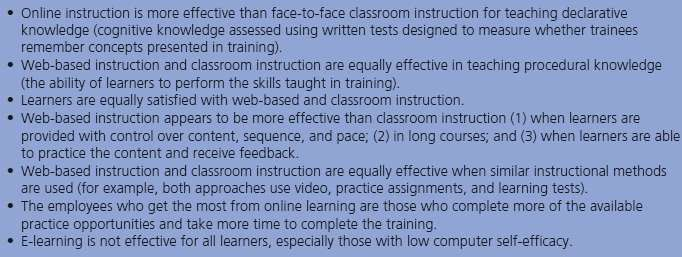 • Online instruction is more effective than face-to-face classroom instruction for teaching declarative
knowledge (cognitive knowledge assessed using written tests designed to measure whether trainees
remember concepts presented in training).
• Web-based instruction and classroom instruction are equally effective in teaching procedural knowledge
(the ability of learners to perform the skills taught in training).
• Learners are equally satisfied with web-based and classroom instruction.
• Web-based instruction appears to be more effective than classroom instruction (1) when learners are
provided with control over content, sequence, and pace; (2) in long courses; and (3) when learners are able
to practice the content and receive feedback.
• Web-based instruction and classroom instruction are equally effective when similar instructional methods
are used (for example, both approaches use video, practice assignments, and learning tests).
• The employees who get the most from online learning are those who complete more of the available
practice opportunities and take more time to complete the training.
• E-learning is not effective for all learners, especially those with low computer self-efficacy.